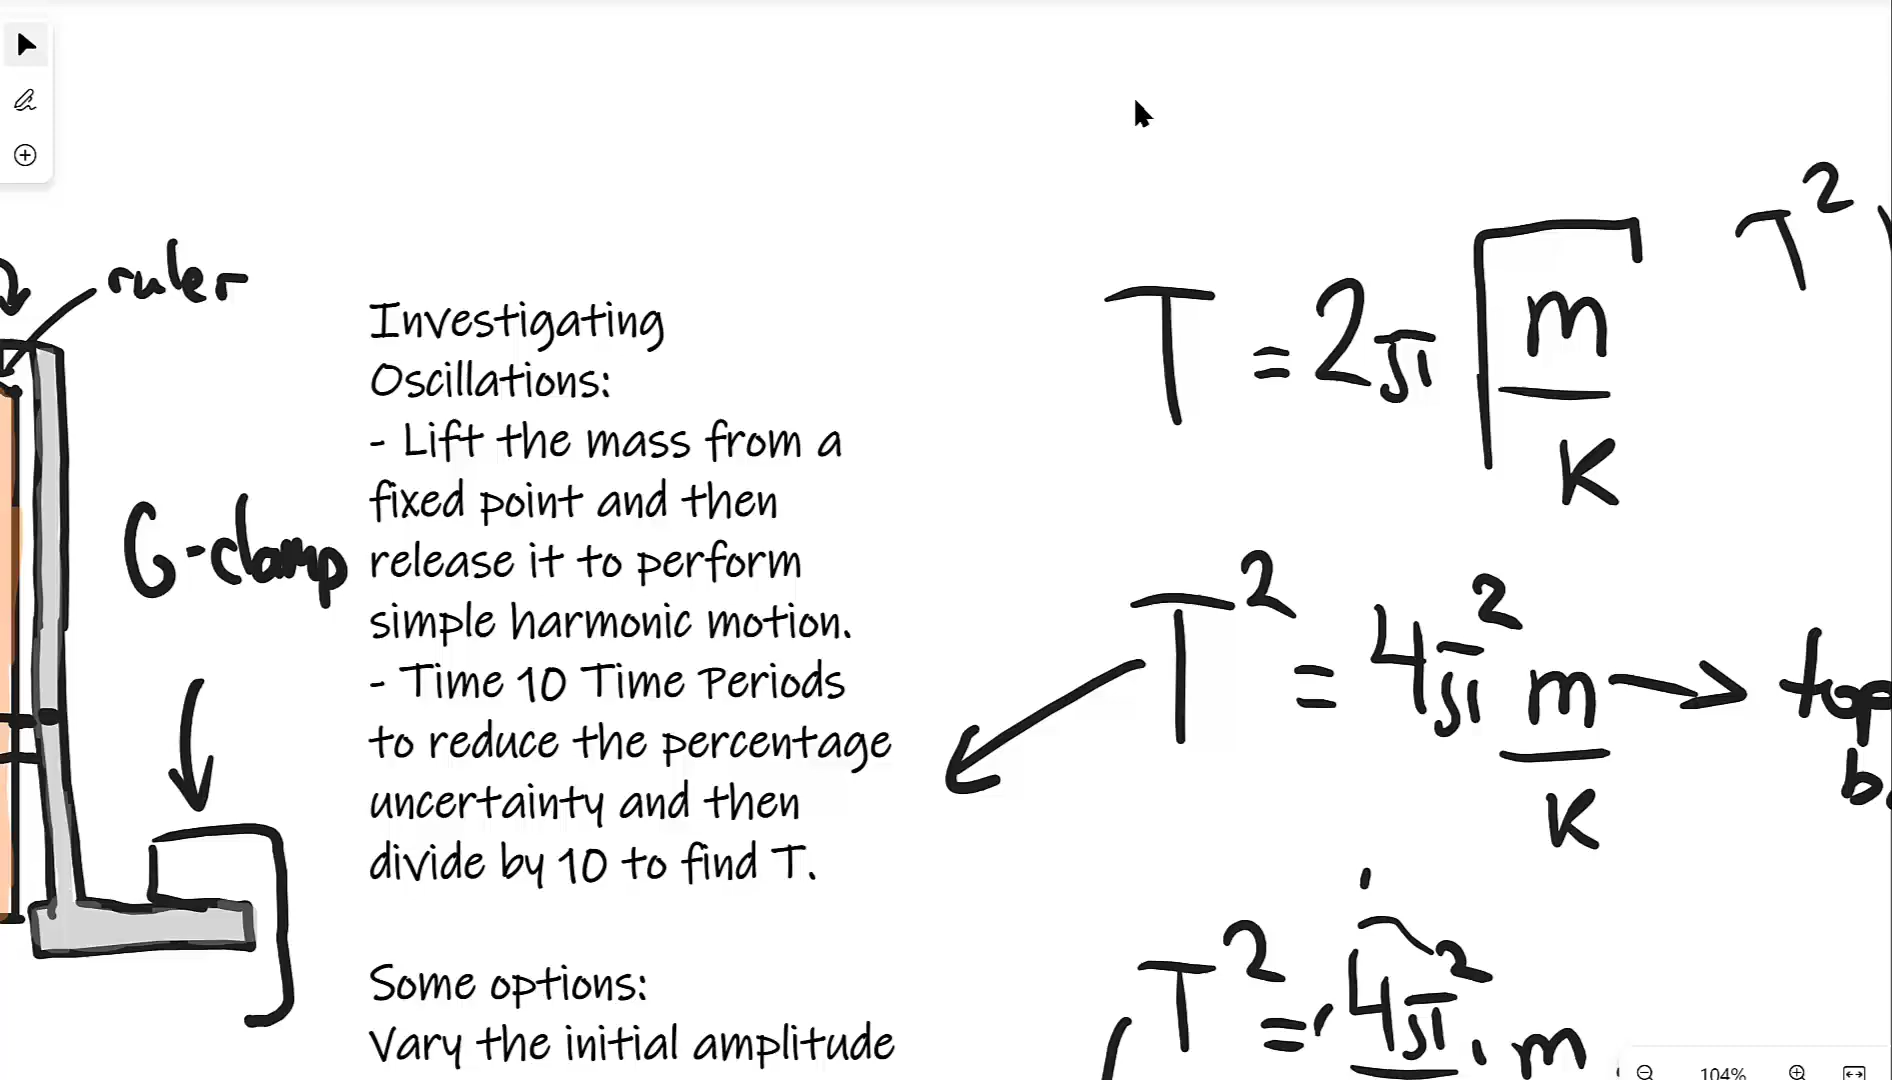 ruler
G-clamp
Investigating
Oscillations:
- Lift the mass from a
fixed point and then
release it to perform
simple harmonic motion.
- Time 10 Time Periods
to reduce the percentage
uncertainty and then
divide by 10 to find T.
Some options:
Vary the initial amplitude
T = 2π √(m/K)
T²
T² = 4π² m/K → top
T² = 4π² . m
104%